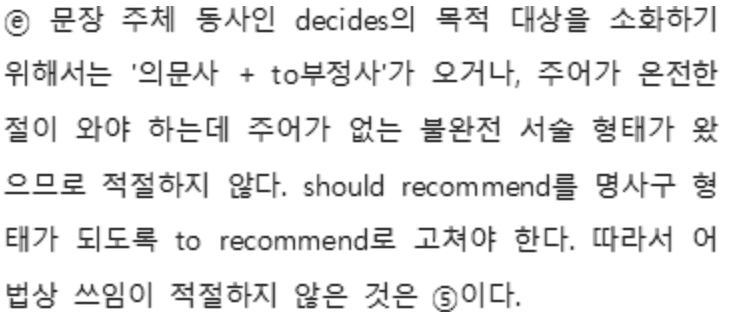 ⓔ 문장 주체 동사인 decides의 목적 대상을 소화하기
위해서는 '의문사 + to부정사'가 오거나, 주어가 온전한
절이 와야 하는데 주어가 없는 불완전 서술 형태가 왔
으므로 적절하지 않다. should recommend를 명사구 형
태가 되도록 to recommend로 고쳐야 한다. 따라서 어
법상 쓰임이 적절하지 않은 것은 ⑤이다.